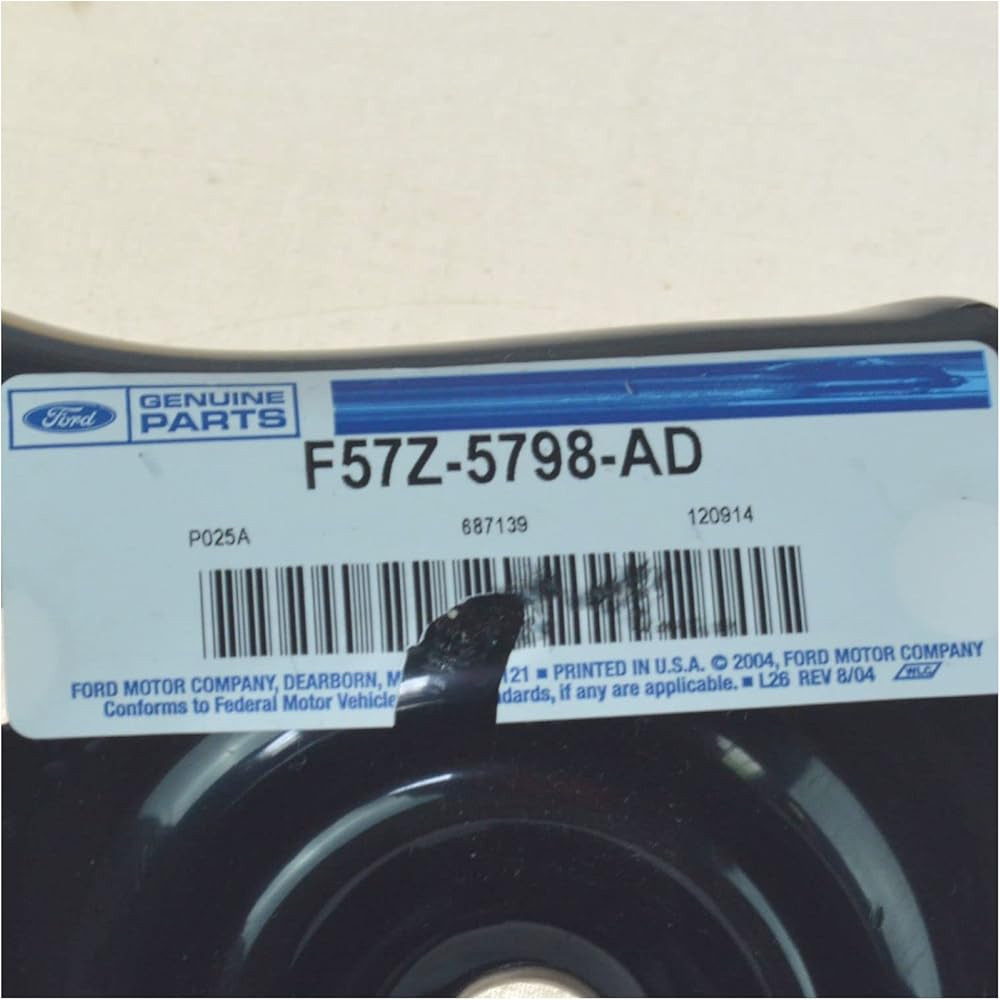 Ford GENUINE PARTS
F57Z-5798-AD
P025A 687139 120914
FORD MOTOR COMPANY, DEARBORN, 121 ■ PRINTED IN U.S.A. © 2004, FORD MOTOR COMPANY
Conforms to Federal Motor Vehicle if any are applicable. ■ L26 REV 8/04 WLC